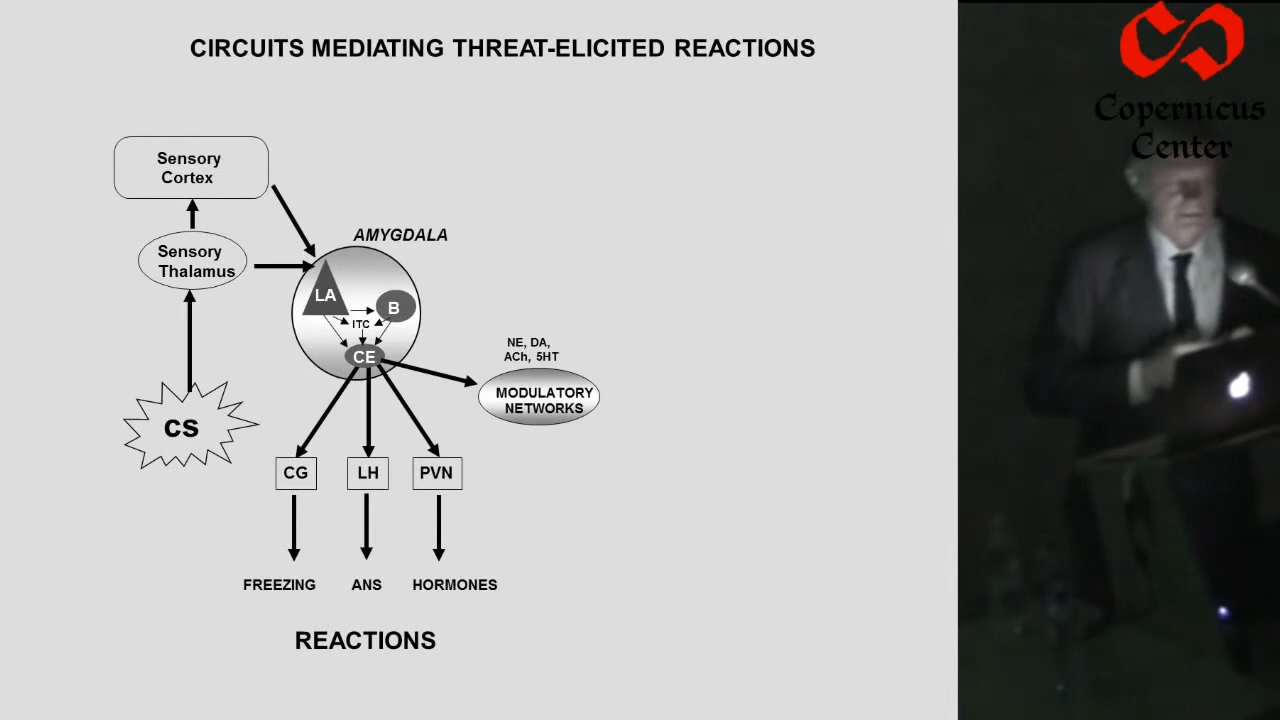 CIRCUITS MEDIATING THREAT-ELICITED REACTIONS
Copernicus
Center
Sensory
Cortex
AMYGDALA
Sensory
Thalamus
LA
B
ITC
CE
NE, DA,
ACh, 5HT
MODULATORY
NETWORKS
CS
CG
LH
PVN
FREEZING
ANS
HORMONES
REACTIONS